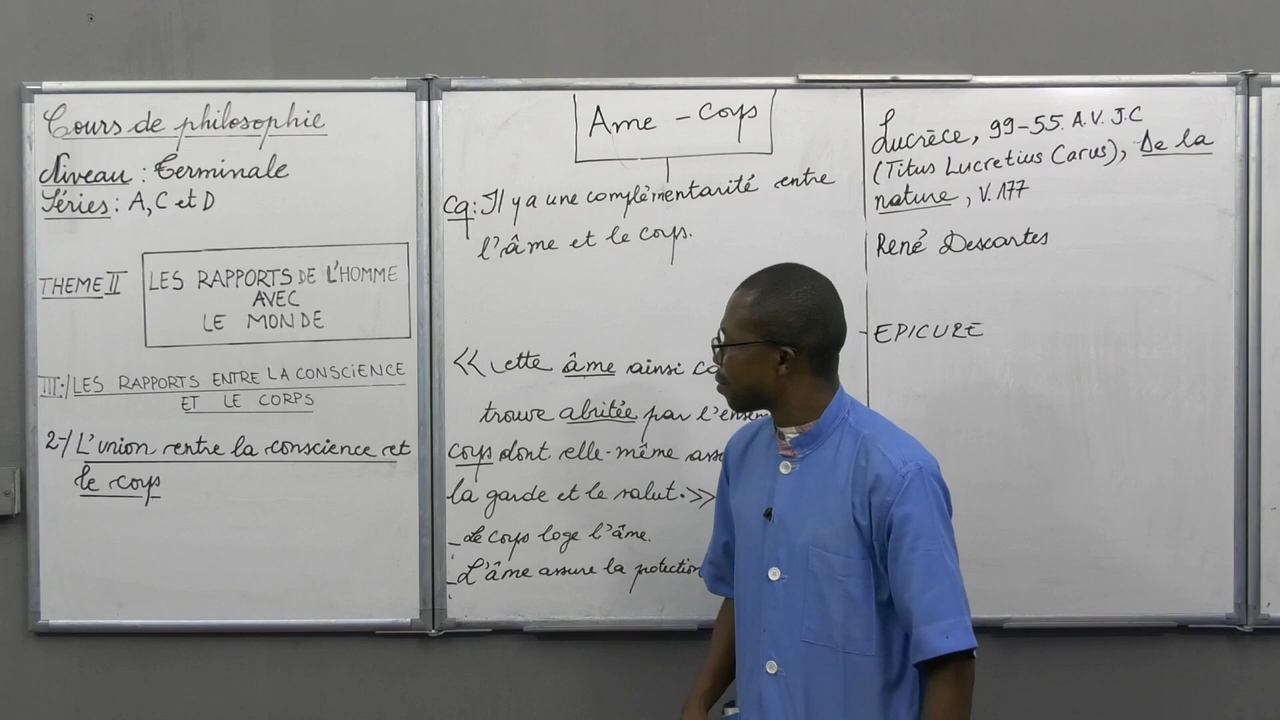 Cours de philosophie
Niveau : Terminale
Séries : A, C et D
THEME II
LES RAPPORTS DE L'HOMME
AVEC
LE MONDE
III-/ LES RAPPORTS ENTRE LA CONSCIENCE
ET LE CORPS
2-/ L'union entre la conscience et
le corps
Ame - Corps
Cq : Il y a une complémentarité entre
l'âme et le corps.
<< cette âme ainsi
trouve abritée par l'
corps dont elle-même
la garde et le salut. >>
- Le corps loge l'âme.
- L'âme assure la protection
Lucrèce, 99-55. A.V. J.C
(Titus Lucretius Carus), De la
nature, V. 177
René Descartes
EPICURE